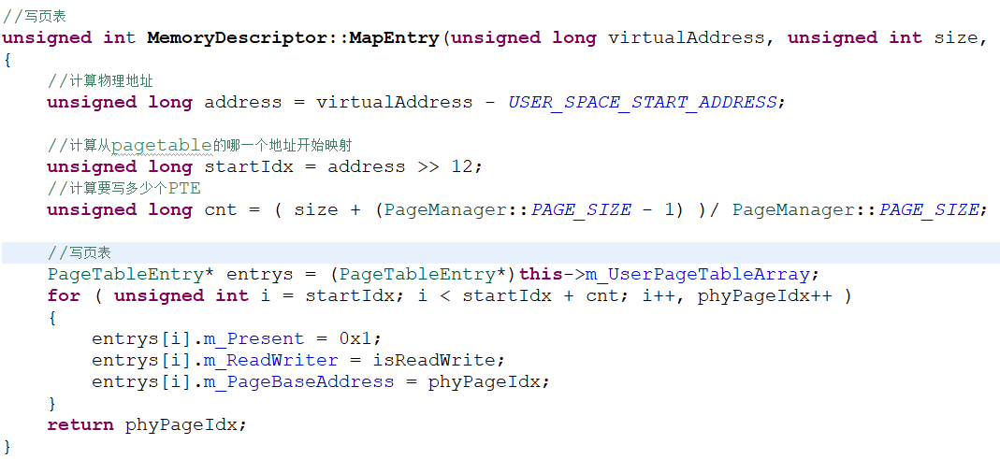 //写页表
unsigned int MemoryDescriptor::MapEntry(unsigned long virtualAddress, unsigned int size,
{
//计算物理地址
unsigned long address = virtualAddress - USER_SPACE_START_ADDRESS;
//计算从pagetable的哪一个地址开始映射
unsigned long startIdx = address >> 12;
//计算要写多少个PTE
unsigned long cnt = ( size + (PageManager::PAGE_SIZE - 1) )/ PageManager::PAGE_SIZE;
//写页表
PageTableEntry* entrys = (PageTableEntry*)this->m_UserPageTableArray;
for ( unsigned int i = startIdx; i < startIdx + cnt; i++, phyPageIdx++ )
{
entrys[i].m_Present = 0x1;
entrys[i].m_ReadWriter = isReadWrite;
entrys[i].m_PageBaseAddress = phyPageIdx;
}
return phyPageIdx;
}